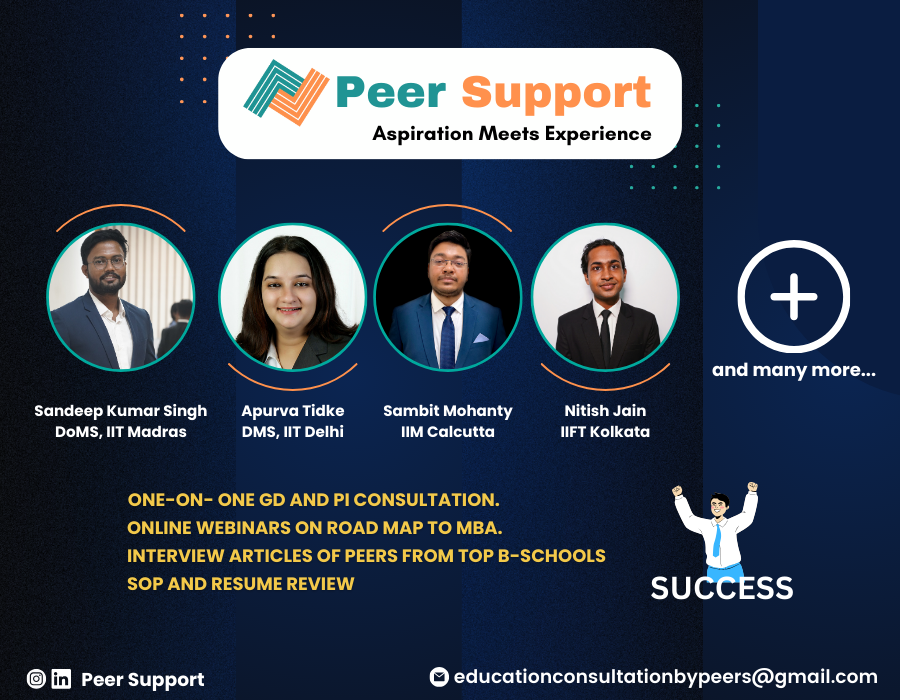 Peer Support
Aspiration Meets Experience
and many more...
Sandeep Kumar Singh
DoMS, IIT Madras
Apurva Tidke
DMS, IIT Delhi
Sambit Mohanty
IIM Calcutta
Nitish Jain
IIFT Kolkata
ONE-ON- ONE GD AND PI CONSULTATION.
ONLINE WEBINARS ON ROAD MAP TO MBA.
INTERVIEW ARTICLES OF PEERS FROM TOP B-SCHOOLS
SOP AND RESUME REVIEW
SUCCESS
in Peer Support
educationconsultationbypeers@gmail.com